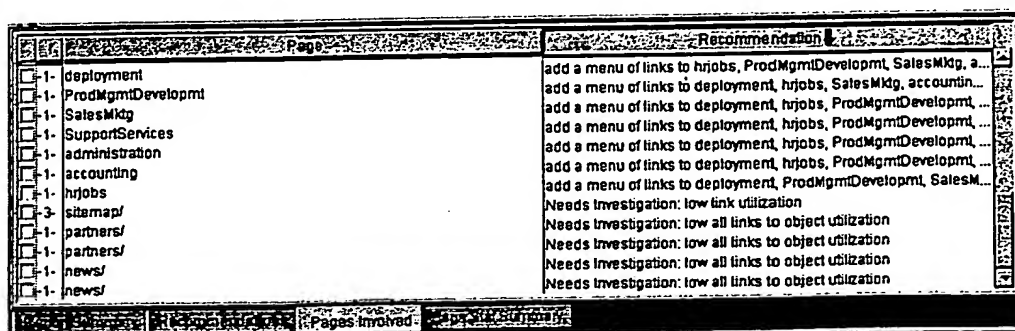 Page Recommendation
-1- deployment add a menu of links to hrjobs, ProdMgmtDevelopmt, SalesMktg, a...
-1- ProdMgmtDevelopmt add a menu of links to deployment, hrjobs, SalesMktg, accountin...
-1- SalesMktg add a menu of links to deployment, hrjobs, ProdMgmtDevelopmt, ...
-1- SupportServices add a menu of links to deployment, hrjobs, ProdMgmtDevelopmt, ...
-1- administration add a menu of links to deployment, hrjobs, ProdMgmtDevelopmt, ...
-1- accounting add a menu of links to deployment, hrjobs, ProdMgmtDevelopmt, ...
-1- hrjobs add a menu of links to deployment, ProdMgmtDevelopmt, SalesM...
-3- sitemap/ Needs Investigation: low link utilization
-1- partners/ Needs Investigation: low all links to object utilization
-1- partners/ Needs Investigation: low all links to object utilization
-1- news/ Needs Investigation: low all links to object utilization
-1- news/ Needs Investigation: low all links to object utilization
Pages Involved